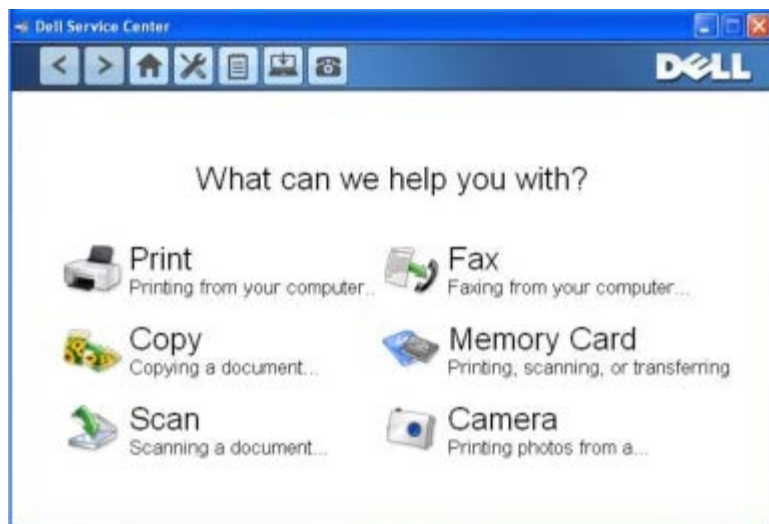 Dell Service Center
DELL
What can we help you with?
Print
Printing from your computer..
Fax
Faxing from your computer...
Copy
Copying a document...
Memory Card
Printing, scanning, or transferring
Scan
Scanning a document...
Camera
Printing photos from a...